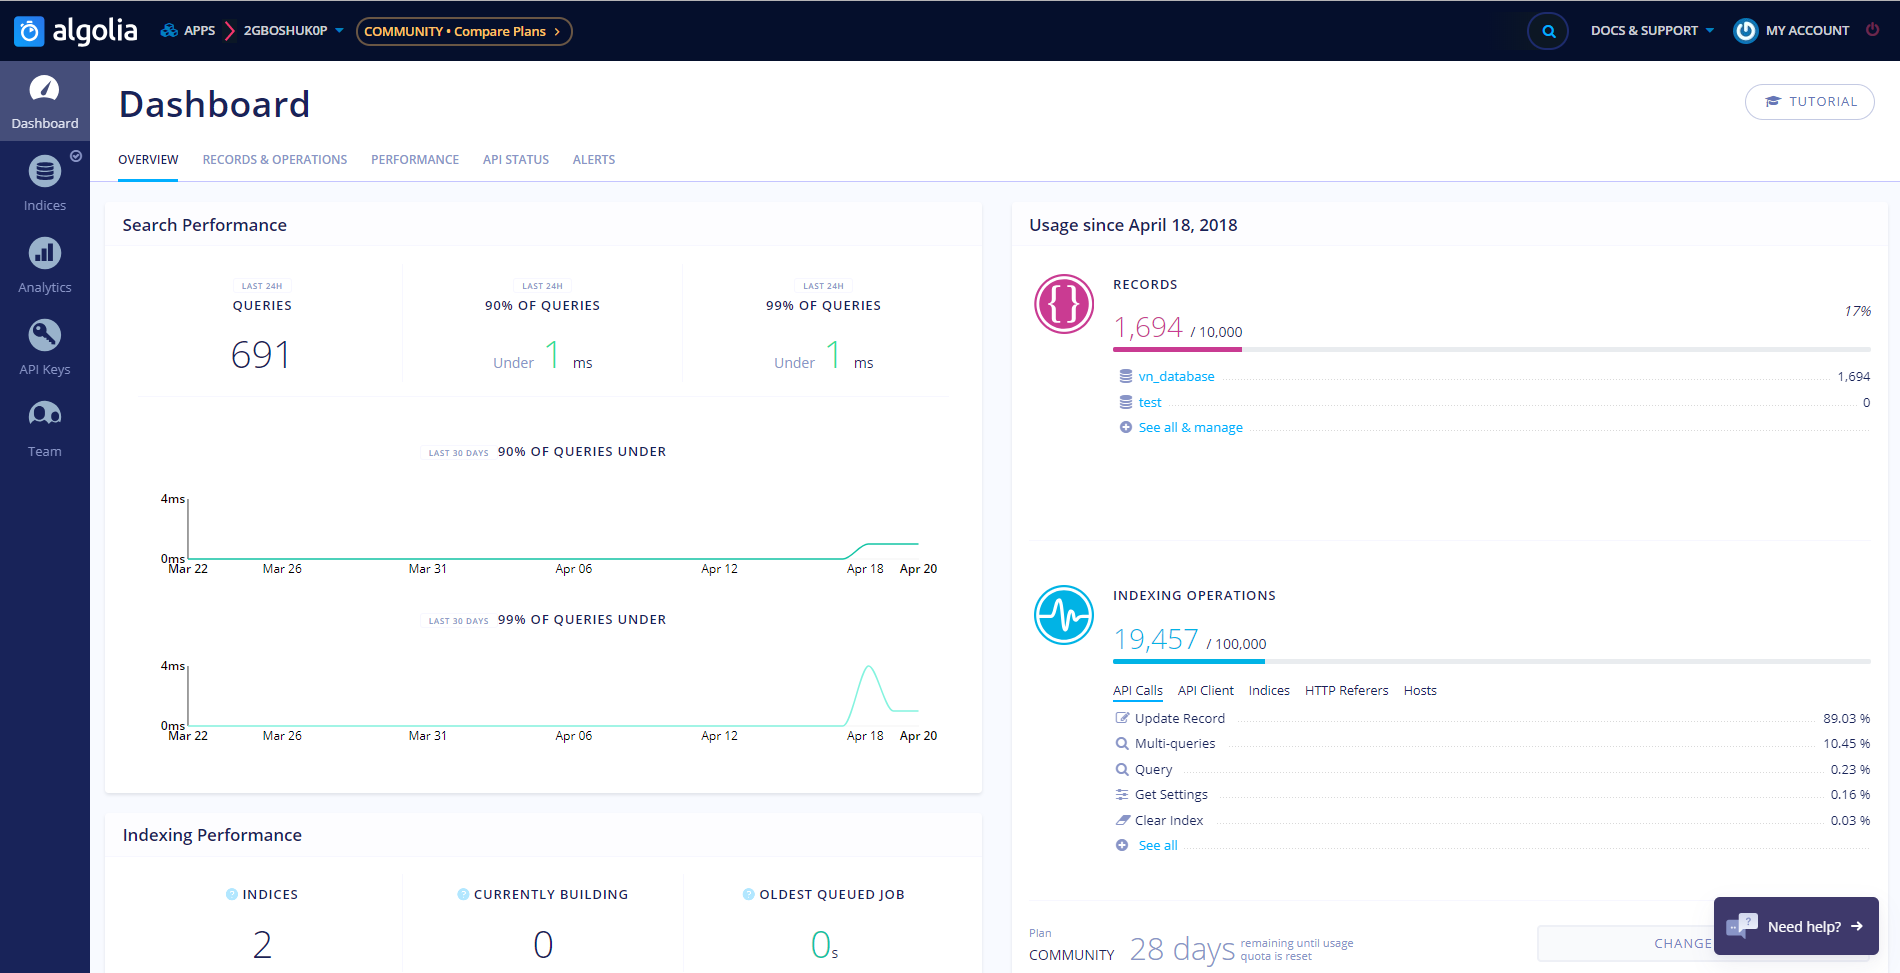 algolia
APPS
2GBOSHUK0P
COMMUNITY • Compare Plans
DOCS & SUPPORT
MY ACCOUNT
Dashboard
Indices
Analytics
API Keys
Team
Dashboard
TUTORIAL
OVERVIEW
RECORDS & OPERATIONS
PERFORMANCE
API STATUS
ALERTS
Search Performance
LAST 24H
QUERIES
691
LAST 24H
90% OF QUERIES
Under 1 ms
LAST 24H
99% OF QUERIES
Under 1 ms
LAST 30 DAYS 90% OF QUERIES UNDER
4ms
0ms
Mar 22 Mar 26 Mar 31 Apr 06 Apr 12 Apr 18 Apr 20
LAST 30 DAYS 99% OF QUERIES UNDER
4ms
0ms
Mar 22 Mar 26 Mar 31 Apr 06 Apr 12 Apr 18 Apr 20
Indexing Performance
? INDICES
2
? CURRENTLY BUILDING
0
? OLDEST QUEUED JOB
0s
Usage since April 18, 2018
{} RECORDS
17%
1,694 / 10,000
vn_database 1,694
test 0
See all & manage
INDEXING OPERATIONS
19,457 / 100,000
API Calls API Client Indices HTTP Referers Hosts
Update Record 89.03 %
Multi-queries 10.45 %
Query 0.23 %
Get Settings 0.16 %
Clear Index 0.03 %
See all
Plan
COMMUNITY
28 days
remaining until usage
quota is reset
CHANGE
Need help?